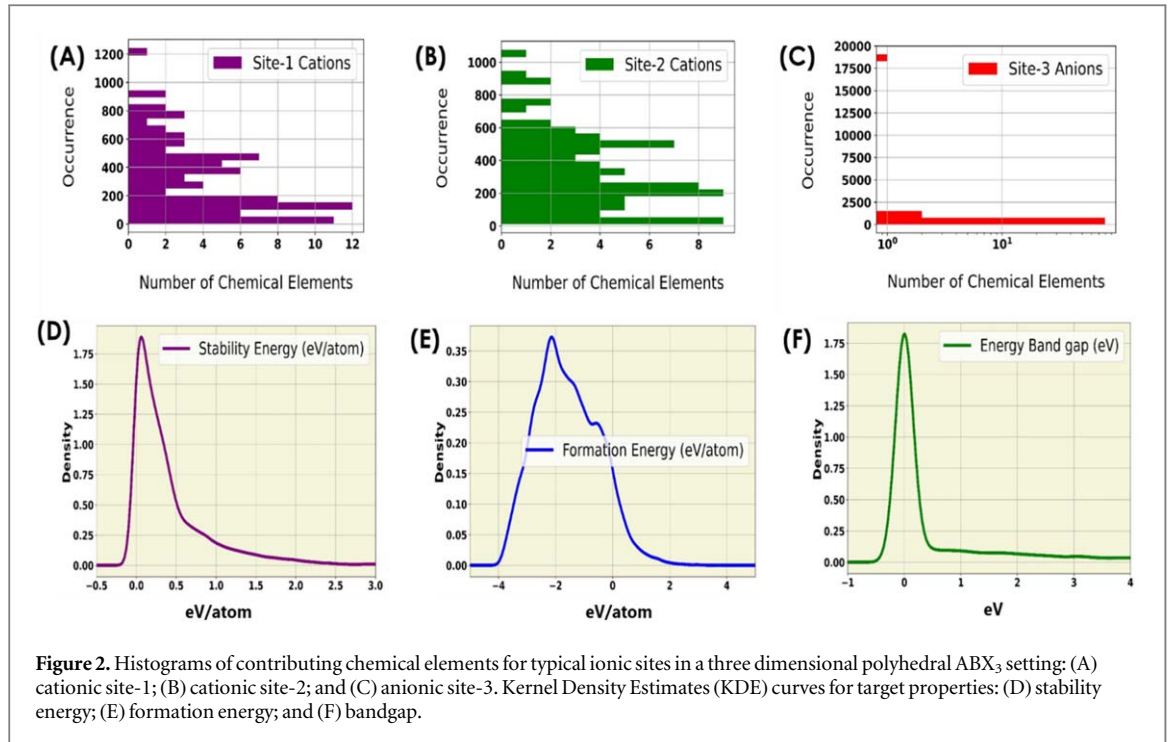 (A)
Site-1 Cations
Occurrence
1200
1000
800
600
400
200
0
0 2 4 6 8 10 12
Number of Chemical Elements
(B)
Site-2 Cations
Occurrence
1000
800
600
400
200
0
0 2 4 6 8
Number of Chemical Elements
(C)
Site-3 Anions
Occurrence
20000
17500
15000
12500
10000
7500
5000
2500
0
10⁰ 10¹
Number of Chemical Elements
(D)
Stability Energy (eV/atom)
Density
1.75
1.50
1.25
1.00
0.75
0.50
0.25
0.00
−0.5 0.0 0.5 1.0 1.5 2.0 2.5 3.0
eV/atom
(E)
Formation Energy (eV/atom)
Density
0.35
0.30
0.25
0.20
0.15
0.10
0.05
0.00
−4 −2 0 2 4
eV/atom
(F)
Energy Band gap (eV)
Density
1.75
1.50
1.25
1.00
0.75
0.50
0.25
0.00
−1 0 1 2 3 4
eV
Figure 2. Histograms of contributing chemical elements for typical ionic sites in a three dimensional polyhedral ABX₃ setting: (A)
cationic site-1; (B) cationic site-2; and (C) anionic site-3. Kernel Density Estimates (KDE) curves for target properties: (D) stability
energy; (E) formation energy; and (F) bandgap.